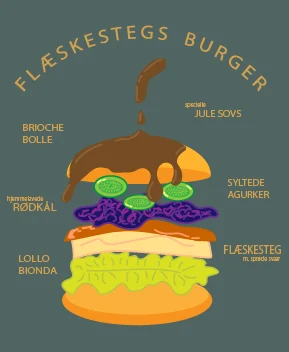 FLÆSKESTEGS BURGER
specielle
JULE SOVS
BRIOCHE
BOLLE
SYLTEDE
AGURKER
hjemmelavede
RØDKÅL
FLÆSKESTEG
m. sprøde svær
LOLLO
BIONDA